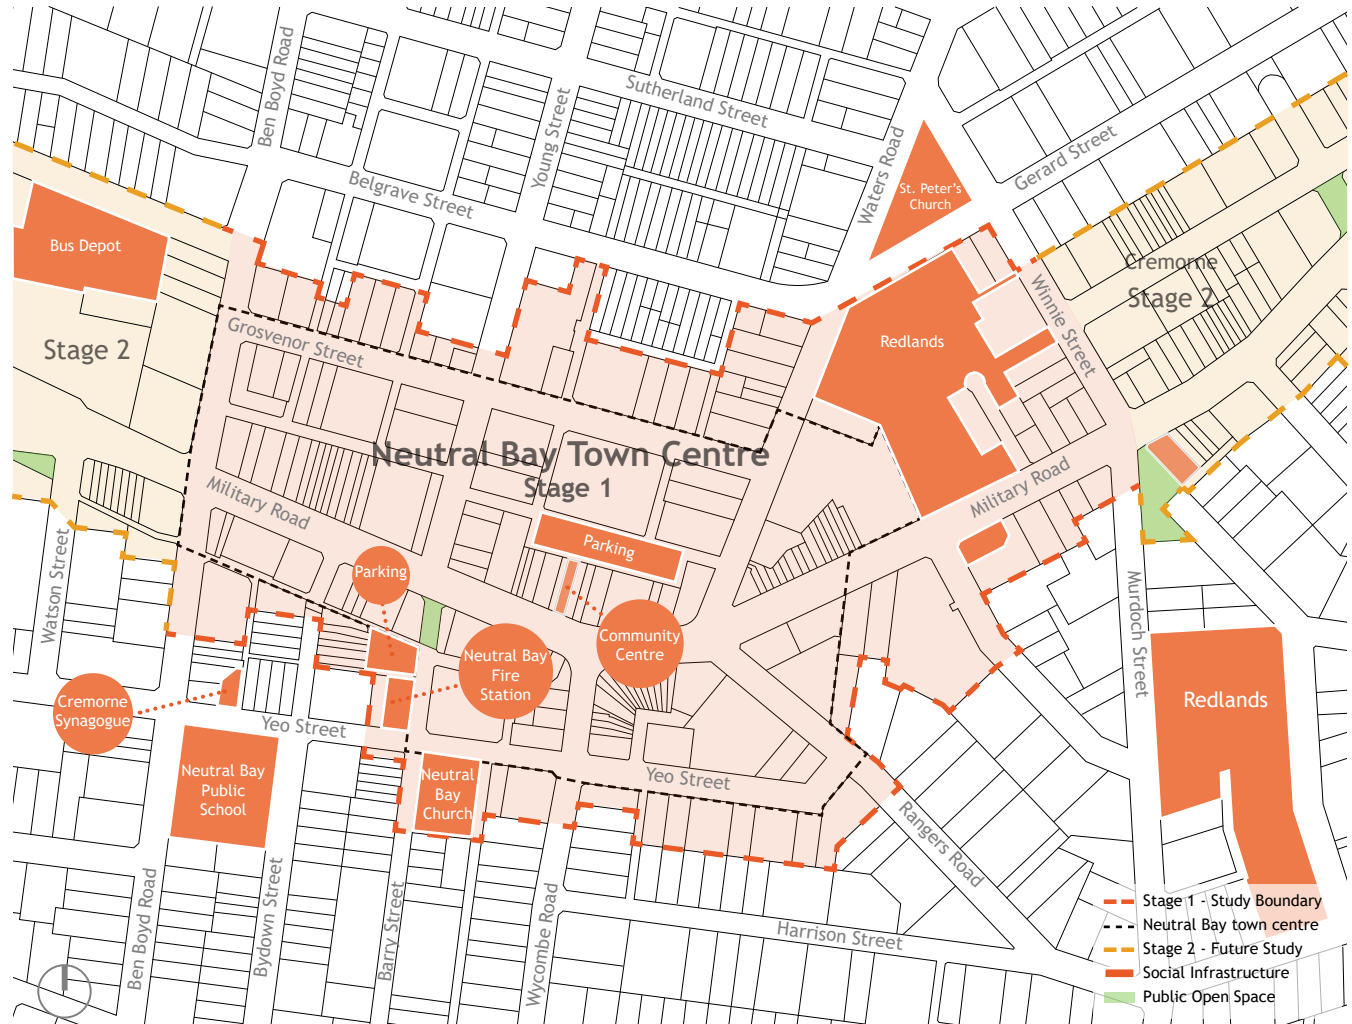 Ben Boyd Road
Sutherland Street
Young Street
Waters Road
Gerard Street
Belgrave Street
St. Peter's
Church
Bus Depot
Cremorne
Stage 2
Winnie Street
Grosvenor Street
Redlands
Stage 2
Neutral Bay Town Centre
Stage 1
Military Road
Military Road
Parking
Parking
Watson Street
Community
Centre
Murdoch Street
Neutral Bay
Fire
Station
Cremorne
Synagogue
Redlands
Yeo Street
Neutral Bay
Public
School
Neutral
Bay
Church
Yeo Street
Rangers Road
Ben Boyd Road
Bydown Street
Barry Street
Wycombe Road
Harrison Street
Stage 1 - Study Boundary
Neutral Bay town centre
Stage 2 - Future Study
Social Infrastructure
Public Open Space